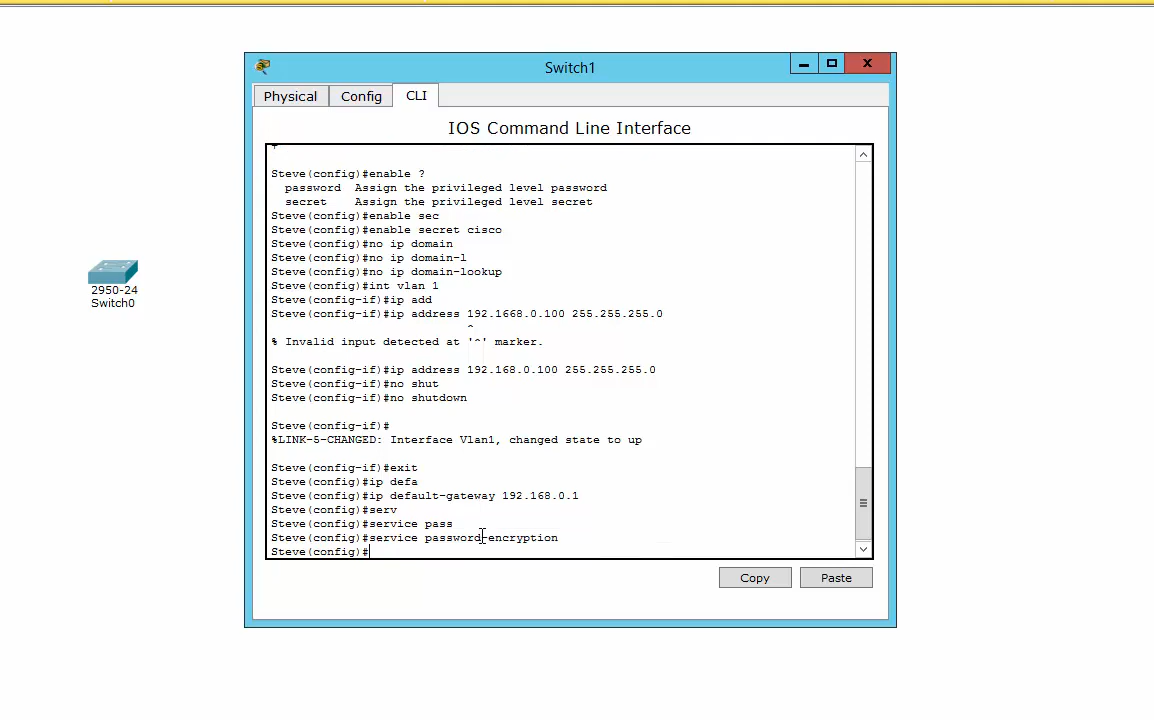 Switch1
Physical
Config
CLI
IOS Command Line Interface
Steve(config)#enable ?
password Assign the privileged level password
secret Assign the privileged level secret
Steve(config)#enable sec
Steve(config)#enable secret cisco
Steve(config)#no ip domain
Steve(config)#no ip domain-l
Steve(config)#no ip domain-lookup
Steve(config)#int vlan 1
Steve(config-if)#ip add
Steve(config-if)#ip address 192.1668.0.100 255.255.255.0
^
% Invalid input detected at '^' marker.
Steve(config-if)#ip address 192.168.0.100 255.255.255.0
Steve(config-if)#no shut
Steve(config-if)#no shutdown
Steve(config-if)#
%LINK-5-CHANGED: Interface Vlan1, changed state to up
Steve(config-if)#exit
Steve(config)#ip defa
Steve(config)#ip default-gateway 192.168.0.1
Steve(config)#serv
Steve(config)#service pass
Steve(config)#service password-encryption
Steve(config)#
Copy
Paste
2950-24
Switch0